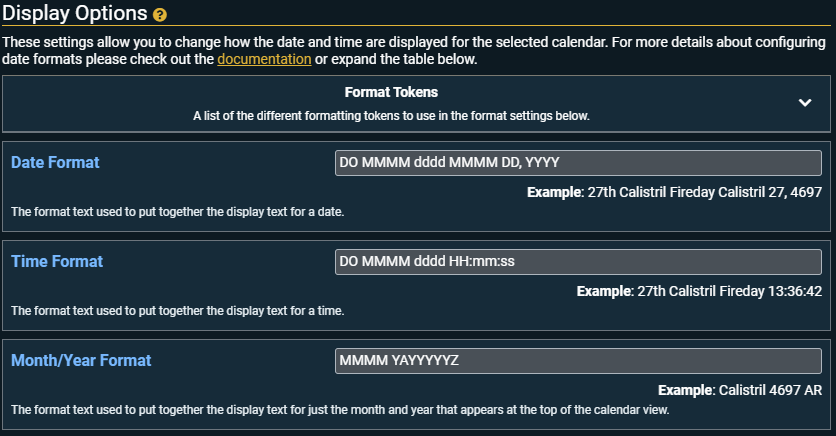 Display Options ?
These settings allow you to change how the date and time are displayed for the selected calendar. For more details about configuring
date formats please check out the documentation or expand the table below.
Format Tokens
A list of the different formatting tokens to use in the format settings below.
Date Format DO MMMM dddd MMMM DD, YYYY
Example: 27th Calistril Fireday Calistril 27, 4697
The format text used to put together the display text for a date.
Time Format DO MMMM dddd HH:mm:ss
Example: 27th Calistril Fireday 13:36:42
The format text used to put together the display text for a time.
Month/Year Format MMMM YAYYYYYZ
Example: Calistril 4697 AR
The format text used to put together the display text for just the month and year that appears at the top of the calendar view.